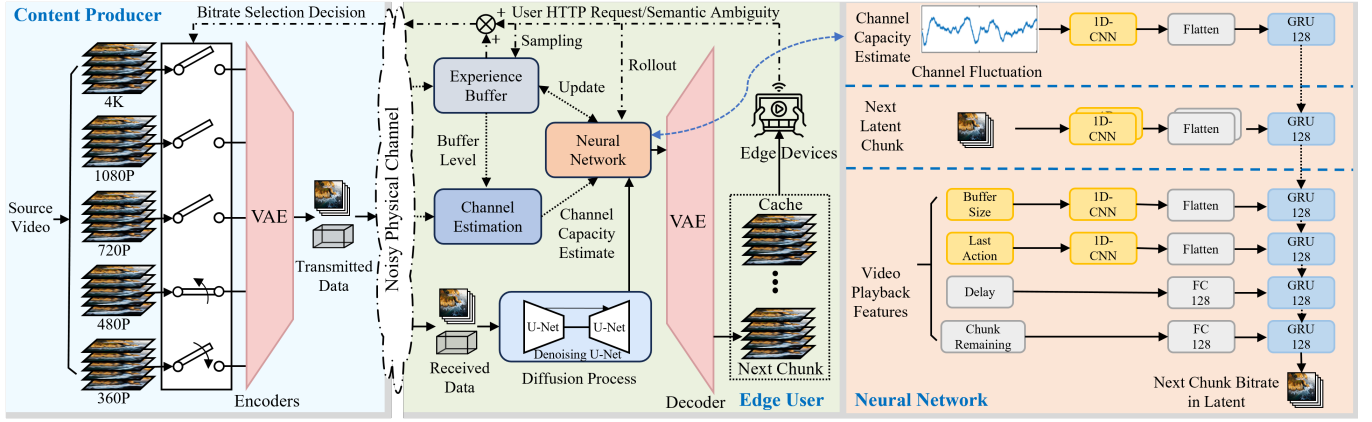 Content Producer
Bitrate Selection Decision
4K
1080P
720P
480P
360P
Source
Video
VAE
Transmitted
Data
Encoders
Noisy Physical Channel
+
+
User HTTP Request/Semantic Ambiguity
Sampling
Rollout
Experience
Buffer
Update
Buffer
Level
Neural
Network
Channel
Estimation
Channel
Capacity
Estimate
Received
Data
U-Net
U-Net
Denoising U-Net
Diffusion Process
VAE
Decoder
Edge Devices
Cache
Next Chunk
Edge User
Channel
Capacity
Estimate
Channel Fluctuation
1D-
CNN
Flatten
GRU
128
Next
Latent
Chunk
1D-
CNN
Flatten
GRU
128
Video
Playback
Features
Buffer
Size
1D-
CNN
Flatten
GRU
128
Last
Action
1D-
CNN
Flatten
GRU
128
Delay
FC
128
GRU
128
Chunk
Remaining
FC
128
GRU
128
Next Chunk Bitrate
in Latent
Neural Network